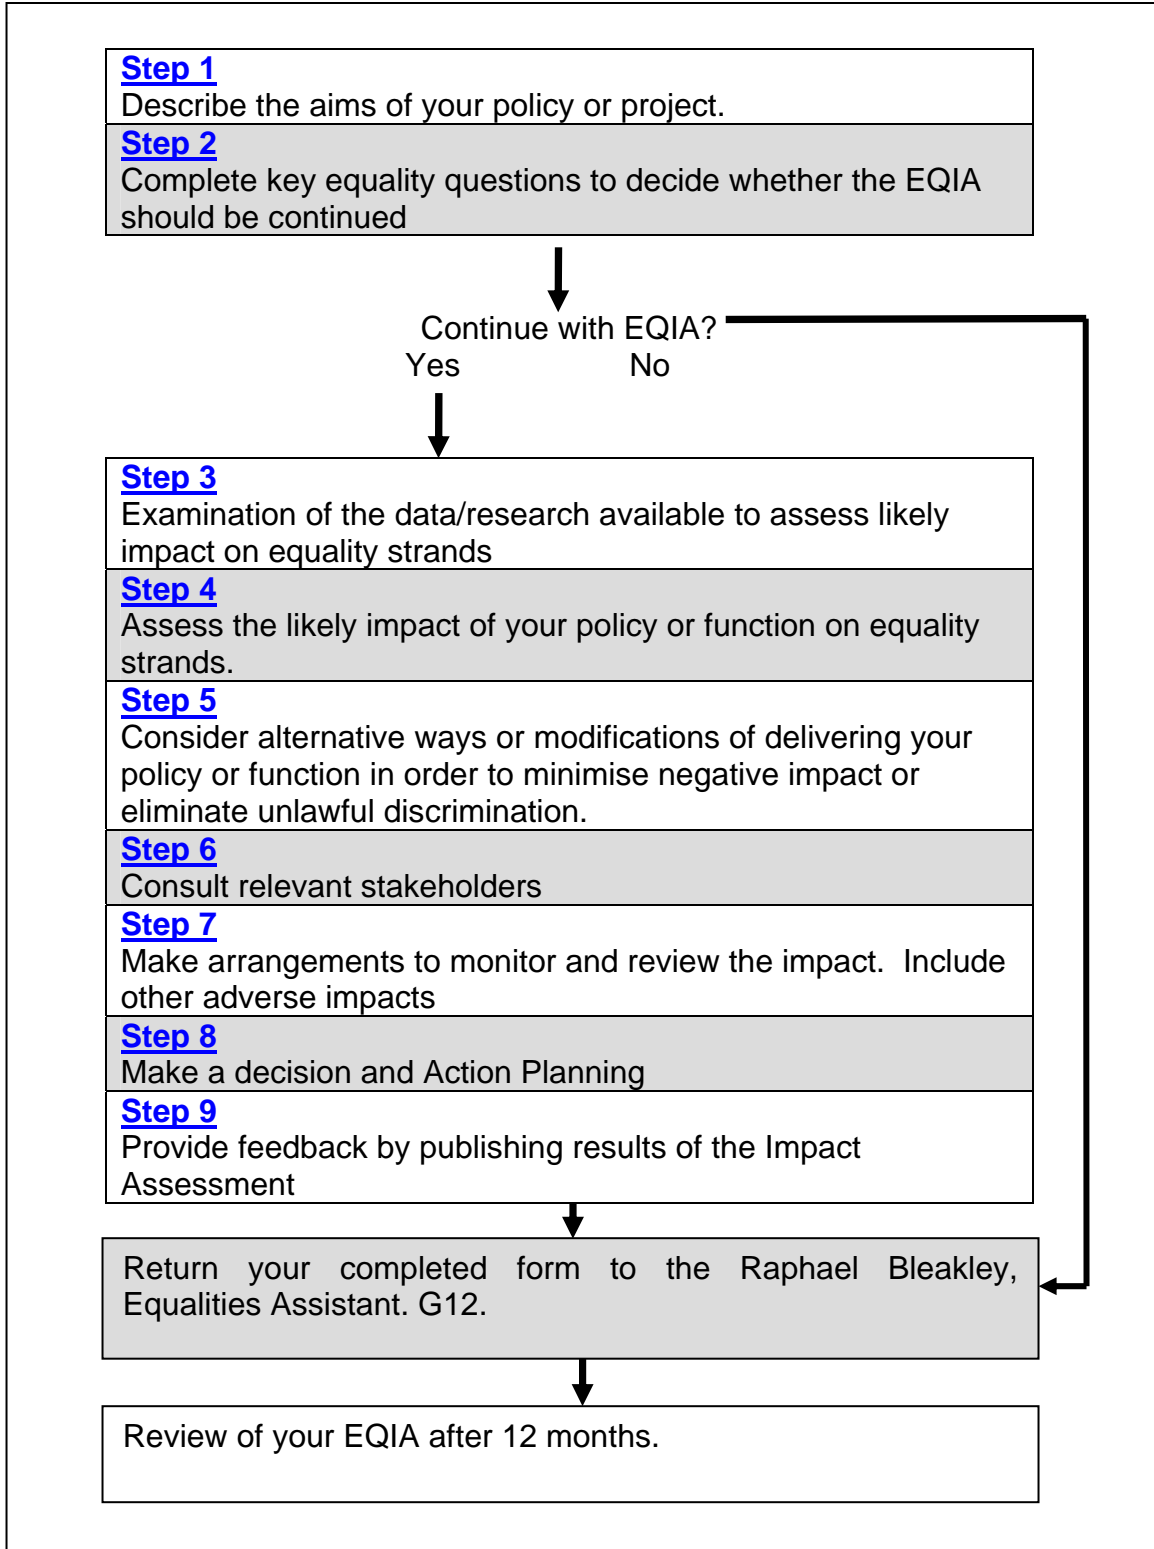 Step 1
Describe the aims of your policy or project.
Step 2
Complete key equality questions to decide whether the EQIA
should be continued
Continue with EQIA?
Yes No
Step 3
Examination of the data/research available to assess likely
impact on equality strands
Step 4
Assess the likely impact of your policy or function on equality
strands.
Step 5
Consider alternative ways or modifications of delivering your
policy or function in order to minimise negative impact or
eliminate unlawful discrimination.
Step 6
Consult relevant stakeholders
Step 7
Make arrangements to monitor and review the impact.  Include
other adverse impacts
Step 8
Make a decision and Action Planning
Step 9
Provide feedback by publishing results of the Impact
Assessment
Return your completed form to the Raphael Bleakley,
Equalities Assistant. G12.
Review of your EQIA after 12 months.